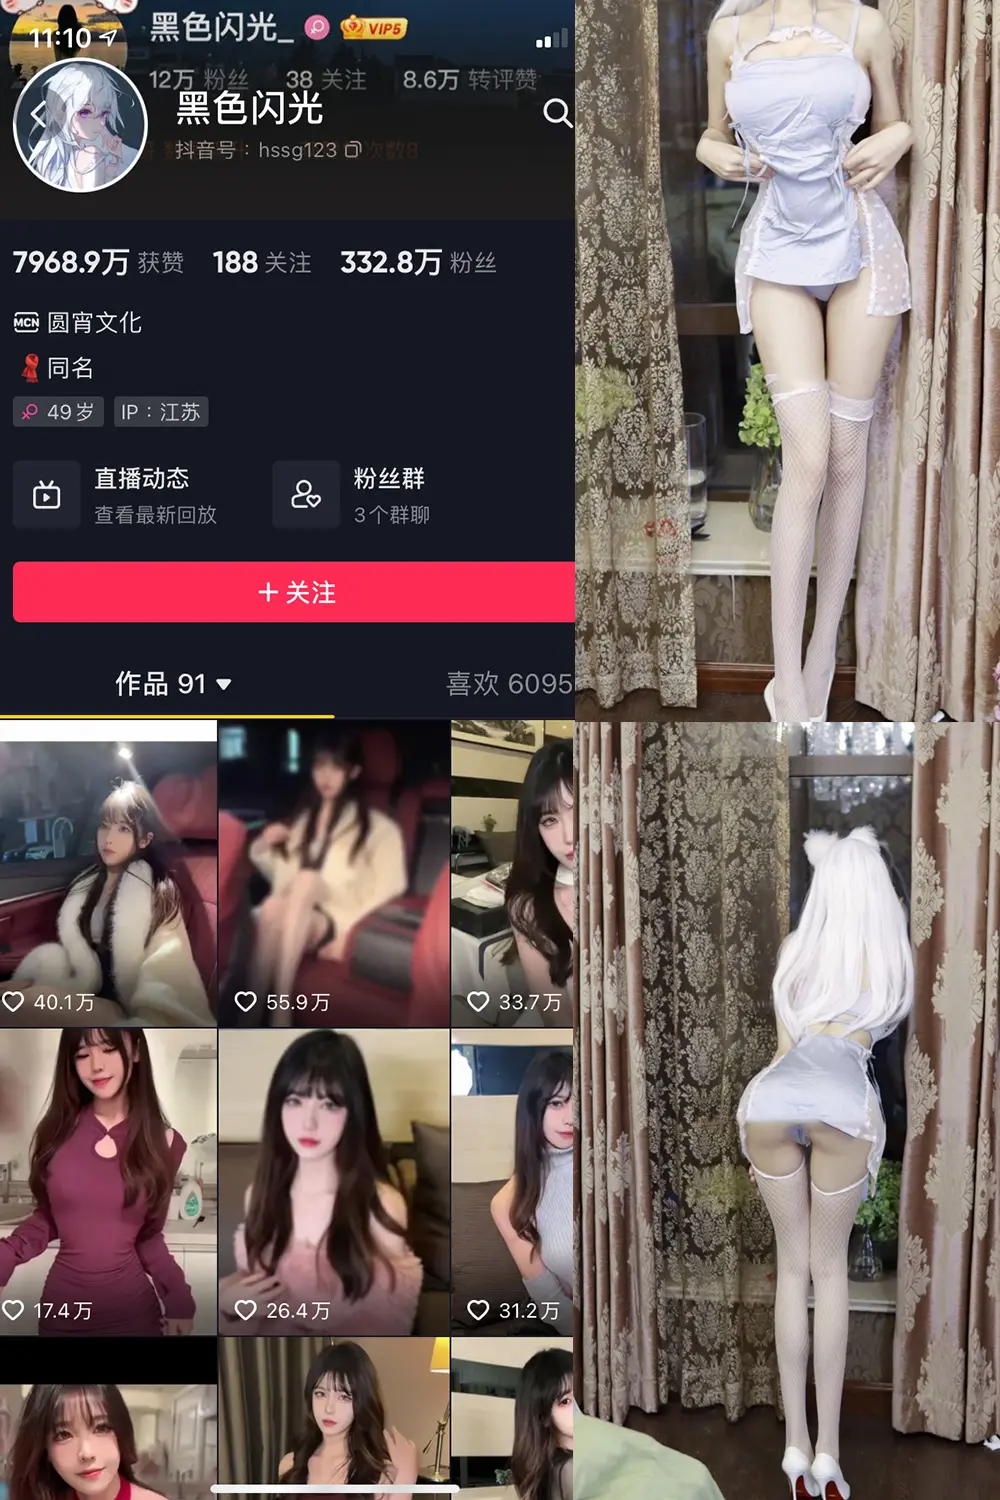 11:10
黑色闪光_ VIP5
12万 粉丝 38 关注 8.6万 转评赞
黑色闪光
抖音号：hssg123
次数8
7968.9万 获赞 188 关注 332.8万 粉丝
MCN 圆宵文化
同名
49岁 IP：江苏
直播动态
查看最新回放
粉丝群
3个群聊
+ 关注
作品 91
喜欢 6095
40.1万
55.9万
33.7万
17.4万
26.4万
31.2万